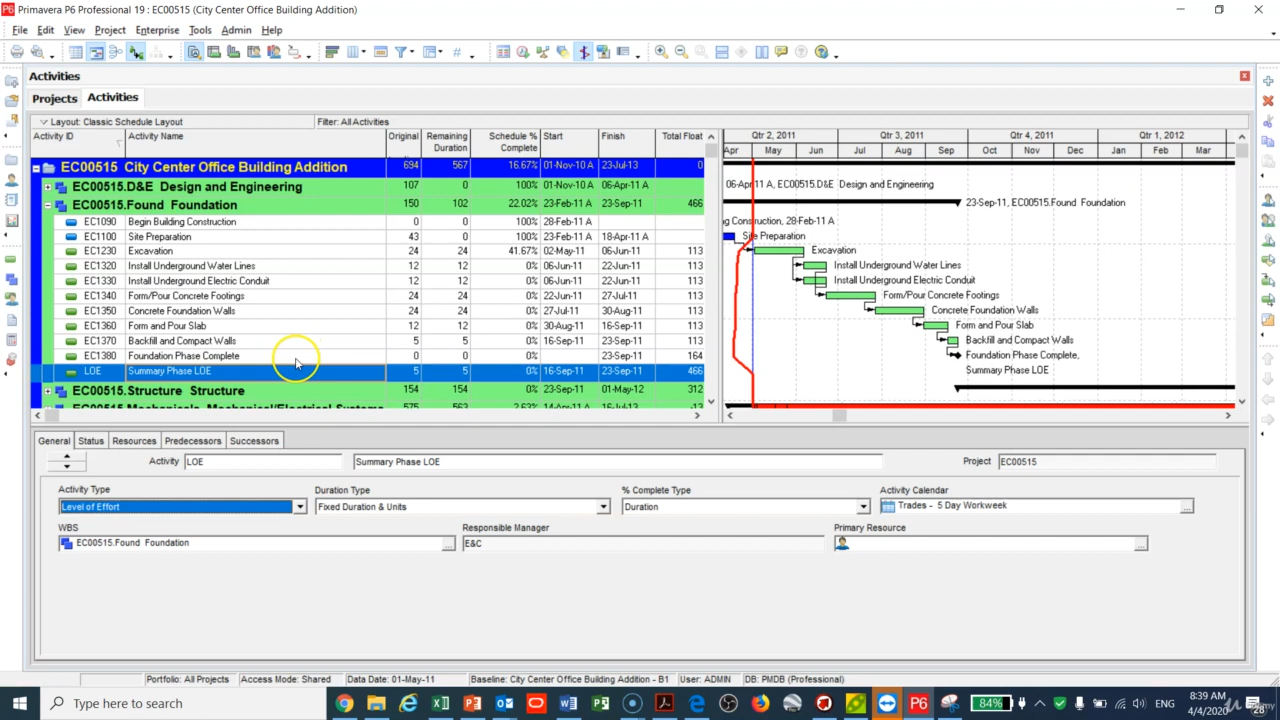 Primavera P6 Professional 19 : EC00515 (City Center Office Building Addition)
File Edit View Project Enterprise Tools Admin Help
Activities
Projects Activities
Layout: Classic Schedule Layout Filter: All Activities
Activity ID Activity Name Original Remaining Duration Schedule % Complete Start Finish Total Float
Qtr 2, 2011 Qtr 3, 2011 Qtr 4, 2011 Qtr 1, 2012
Apr May Jun Jul Aug Sep Oct Nov Dec Jan Feb Mar
EC00515 City Center Office Building Addition 694 567 16.67% 01-Nov-10 A 23-Jul-13 0
EC00515.D&E Design and Engineering 107 0 100% 01-Nov-10 A 06-Apr-11 A 06-Apr-11 A, EC00515.D&E Design and Engineering
EC00515.Found Foundation 150 102 22.02% 23-Feb-11 A 23-Sep-11 466 23-Sep-11, EC00515.Found Foundation
EC1090 Begin Building Construction 0 0 100% 28-Feb-11 A g Construction, 28-Feb-11 A
EC1100 Site Preparation 43 0 100% 23-Feb-11 A 18-Apr-11 A Site Preparation
EC1230 Excavation 24 24 41.67% 02-May-11 06-Jun-11 113 Excavation
EC1320 Install Underground Water Lines 12 12 0% 06-Jun-11 22-Jun-11 113 Install Underground Water Lines
EC1330 Install Underground Electric Conduit 12 12 0% 06-Jun-11 22-Jun-11 113 Install Underground Electric Conduit
EC1340 Form/Pour Concrete Footings 24 24 0% 22-Jun-11 27-Jul-11 113 Form/Pour Concrete Footings
EC1350 Concrete Foundation Walls 24 24 0% 27-Jul-11 30-Aug-11 113 Concrete Foundation Walls
EC1360 Form and Pour Slab 12 12 0% 30-Aug-11 16-Sep-11 113 Form and Pour Slab
EC1370 Backfill and Compact Walls 5 5 0% 16-Sep-11 23-Sep-11 113 Backfill and Compact Walls
EC1380 Foundation Phase Complete 0 0 0% 23-Sep-11 164 Foundation Phase Complete,
LOE Summary Phase LOE 5 5 0% 16-Sep-11 23-Sep-11 466 Summary Phase LOE
EC00515.Structure Structure 154 154 0% 23-Sep-11 01-May-12 312
EC00515.Mechanicals Mechanical/Electrical Systems 575 563 2.63% 14-Apr-11 A 16-Jul-13 -13
General Status Resources Predecessors Successors
Activity LOE Summary Phase LOE Project EC00515
Activity Type Duration Type % Complete Type Activity Calendar
Level of Effort Fixed Duration & Units Duration Trades - 5 Day Workweek
WBS Responsible Manager Primary Resource
EC00515.Found Foundation E&C
Portfolio: All Projects Access Mode: Shared Data Date: 01-May-11 Baseline: City Center Office Building Addition - B1 User: ADMIN DB: PMDB (Professional)
Type here to search 84% ENG 8:39 AM
4/4/2020